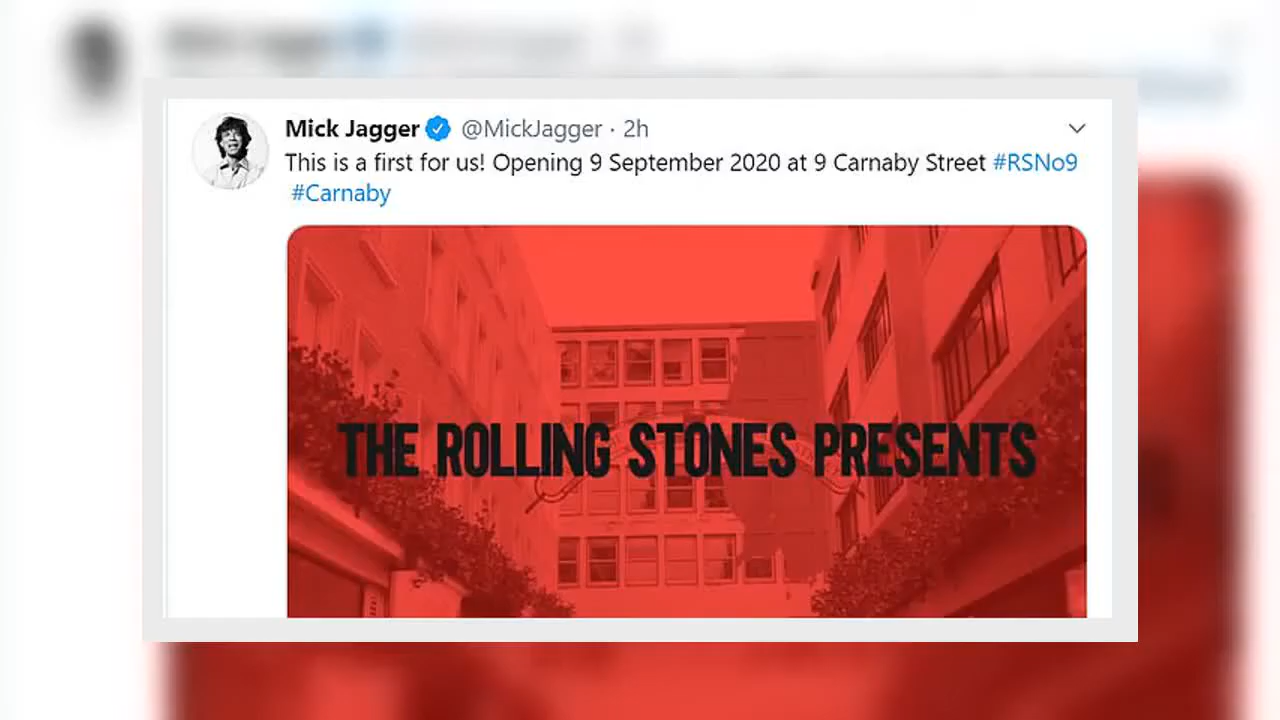 Mick Jagger @MickJagger · 2h
This is a first for us! Opening 9 September 2020 at 9 Carnaby Street #RSNo9
#Carnaby
THE ROLLING STONES PRESENTS